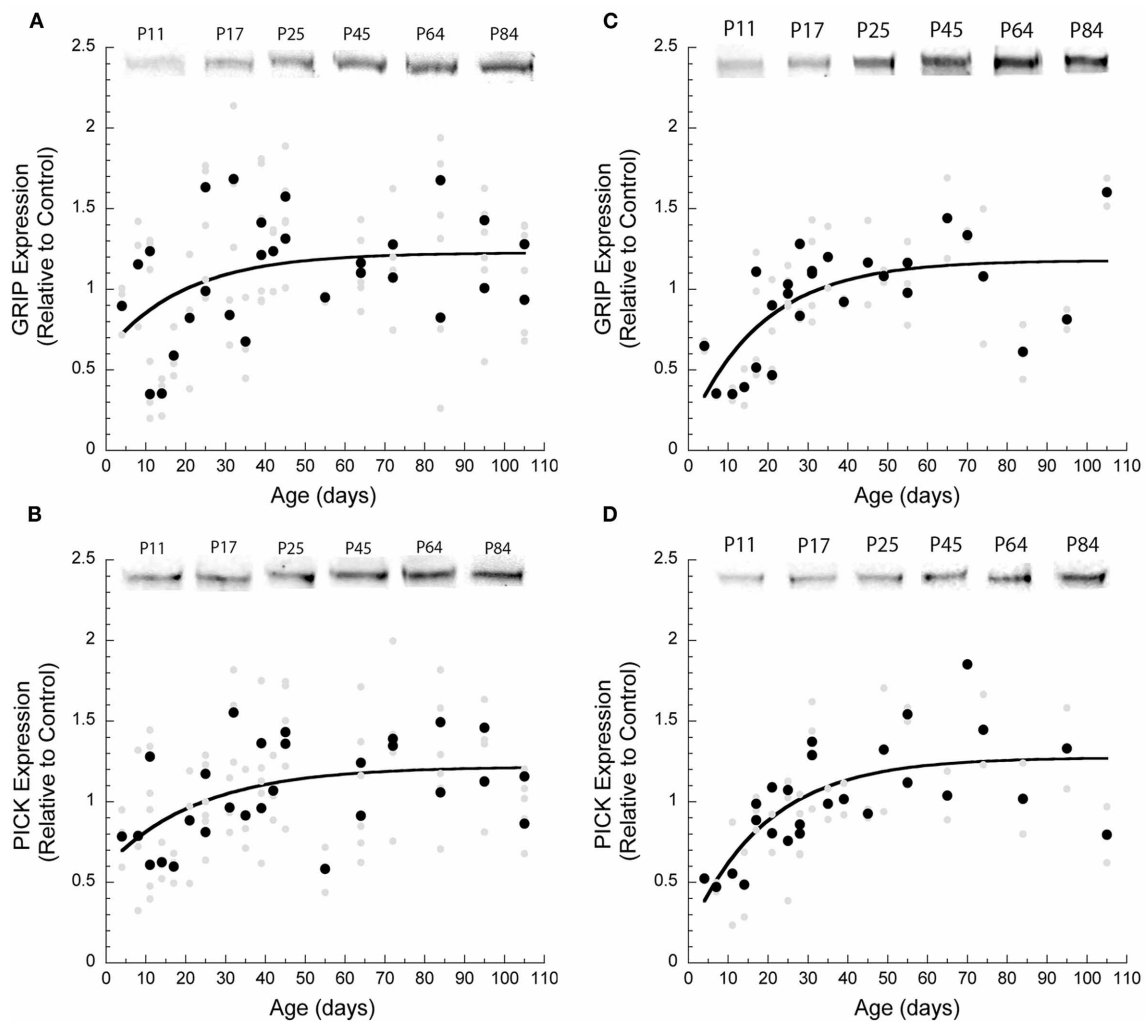 A
P11 P17 P25 P45 P64 P84
2.5
2
1.5
1
0.5
0
GRIP Expression
(Relative to Control)
0 10 20 30 40 50 60 70 80 90 100 110
Age (days)
B
P11 P17 P25 P45 P64 P84
2.5
2
1.5
1
0.5
0
PICK Expression
(Relative to Control)
0 10 20 30 40 50 60 70 80 90 100 110
Age (days)
C
P11 P17 P25 P45 P64 P84
2.5
2
1.5
1
0.5
0
GRIP Expression
(Relative to Control)
0 10 20 30 40 50 60 70 80 90 100 110
Age (days)
D
P11 P17 P25 P45 P64 P84
2.5
2
1.5
1
0.5
0
PICK Expression
(Relative to Control)
0 10 20 30 40 50 60 70 80 90 100 110
Age (days)